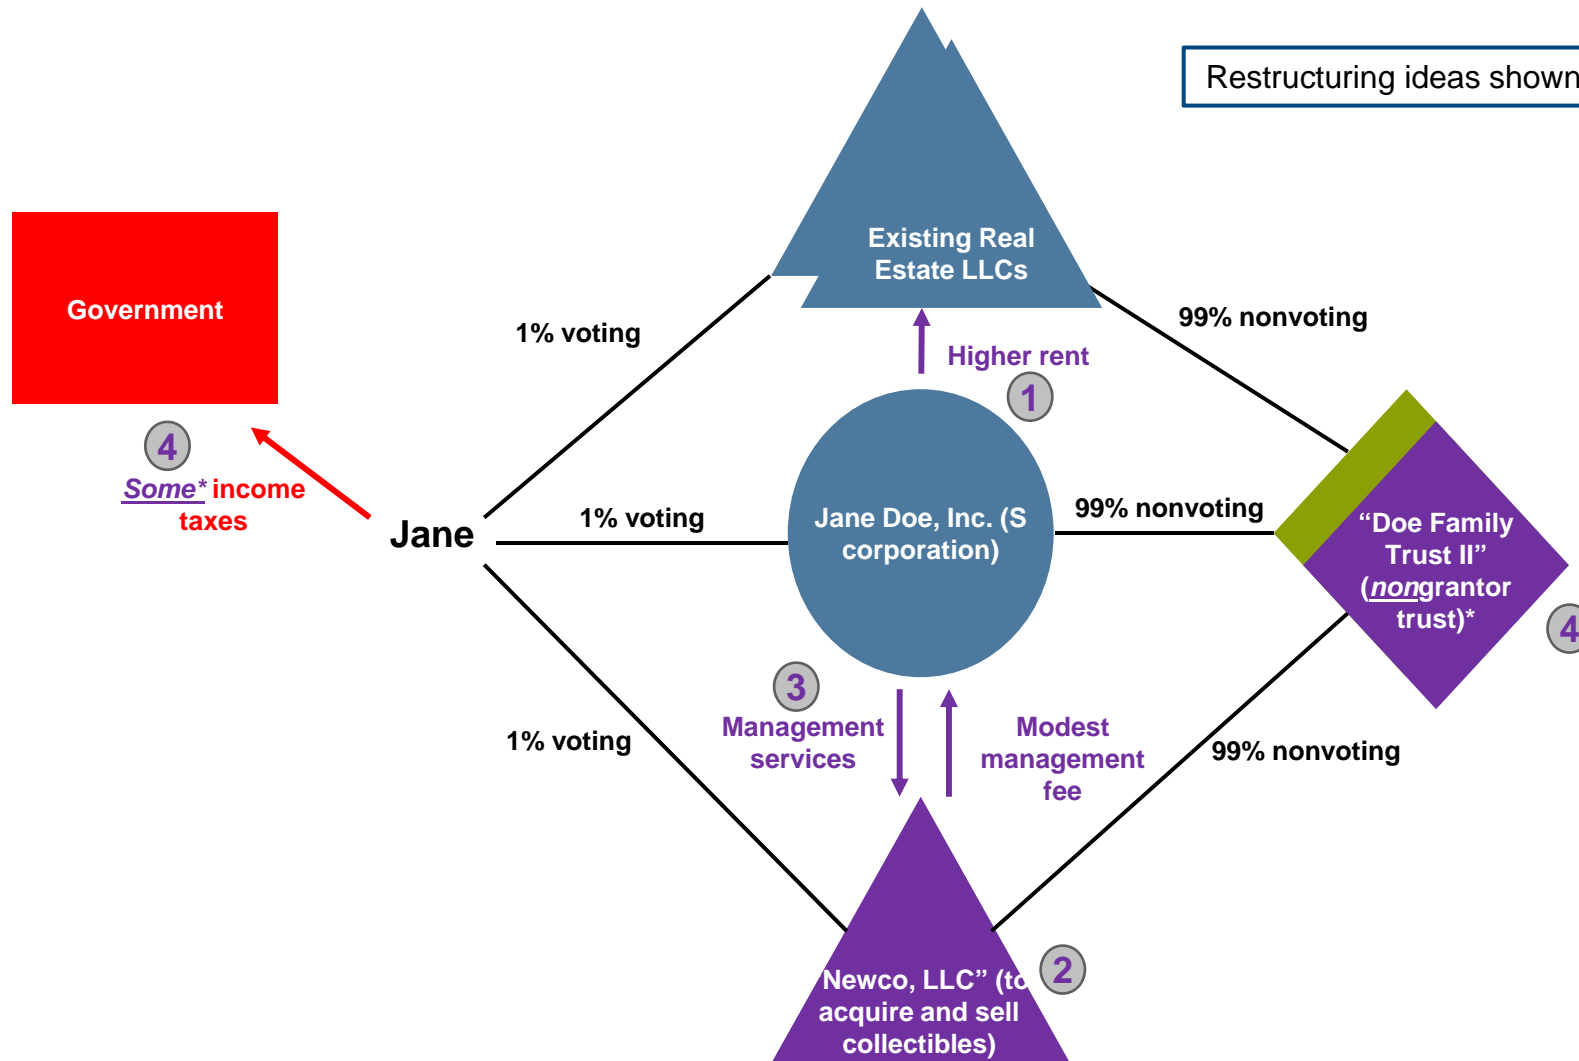 Restructuring ideas shown
Existing Real
Estate LLCs
Government
1% voting
99% nonvoting
Higher rent
1
4
Some* income
taxes
Jane
1% voting
Jane Doe, Inc. (S
corporation)
99% nonvoting
“Doe Family
Trust II”
(nongrantor
trust)*
4
3
Management
services
Modest
management
fee
1% voting
99% nonvoting
Newco, LLC” (to
acquire and sell
collectibles)
2